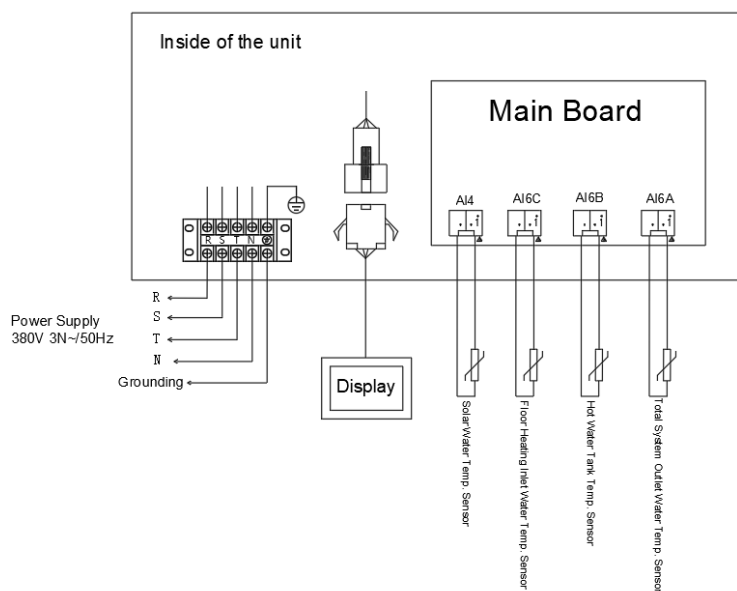 Inside of the unit
Main Board
AI4
AI6C
AI6B
AI6A
R S T N
R
S
T
N
Grounding
Power Supply
380V 3N~/50Hz
Display
Solar Water Temp. Sensor
Floor Heating Inlet Water Temp. Sensor
Hot Water Tank Temp. Sensor
Total System Outlet Water Temp. Sensor